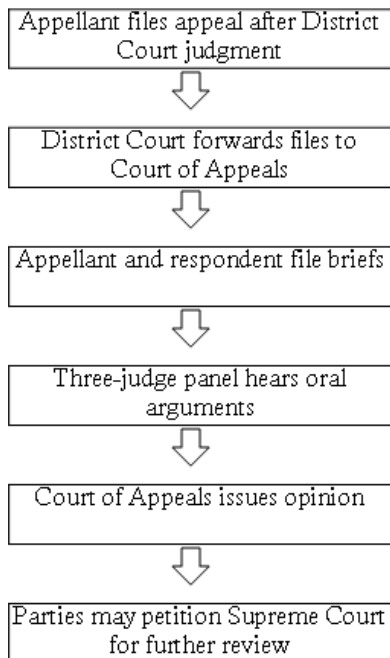 Appellant files appeal after District
Court judgment
District Court forwards files to
Court of Appeals
Appellant and respondent file briefs
Three-judge panel hears oral
arguments
Court of Appeals issues opinion
Parties may petition Supreme Court
for further review